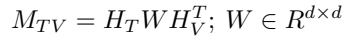 M_{TV} = H_T W H_V^T; W ∈ R^{d×d}